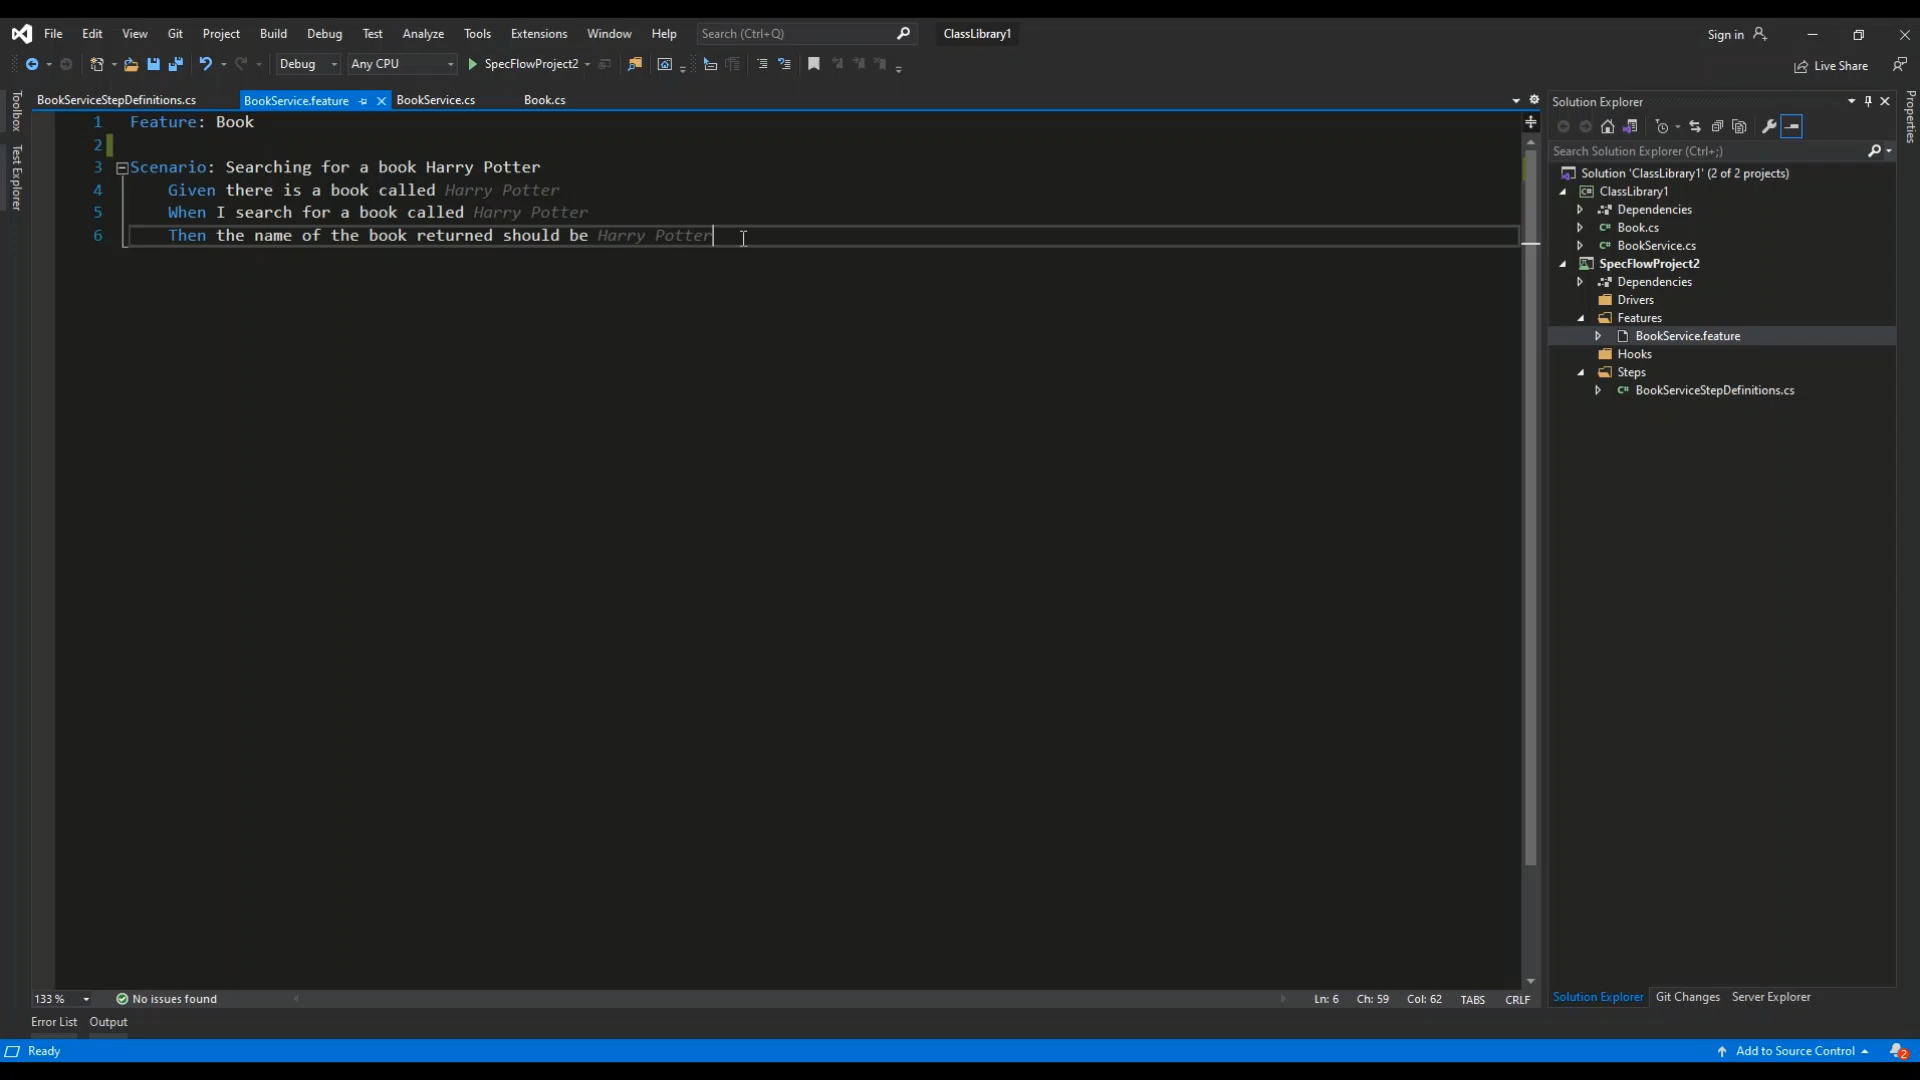 File Edit View Git Project Build Debug Test Analyze Tools Extensions Window Help Search (Ctrl+Q) ClassLibrary1 Sign in
Debug Any CPU SpecFlowProject2 Live Share
BookServiceStepDefinitions.cs BookService.feature BookService.cs Book.cs
Toolbox
Test Explorer
1 Feature: Book
2
3 Scenario: Searching for a book Harry Potter
4 Given there is a book called Harry Potter
5 When I search for a book called Harry Potter
6 Then the name of the book returned should be Harry Potter
Solution Explorer
Search Solution Explorer (Ctrl+;)
Solution 'ClassLibrary1' (2 of 2 projects)
C# ClassLibrary1
Dependencies
C# Book.cs
C# BookService.cs
SpecFlowProject2
Dependencies
Drivers
Features
BookService.feature
Hooks
Steps
C# BookServiceStepDefinitions.cs
Properties
133 % No issues found Ln: 6 Ch: 59 Col: 62 TABS CRLF
Solution Explorer Git Changes Server Explorer
Error List Output
Ready Add to Source Control 2